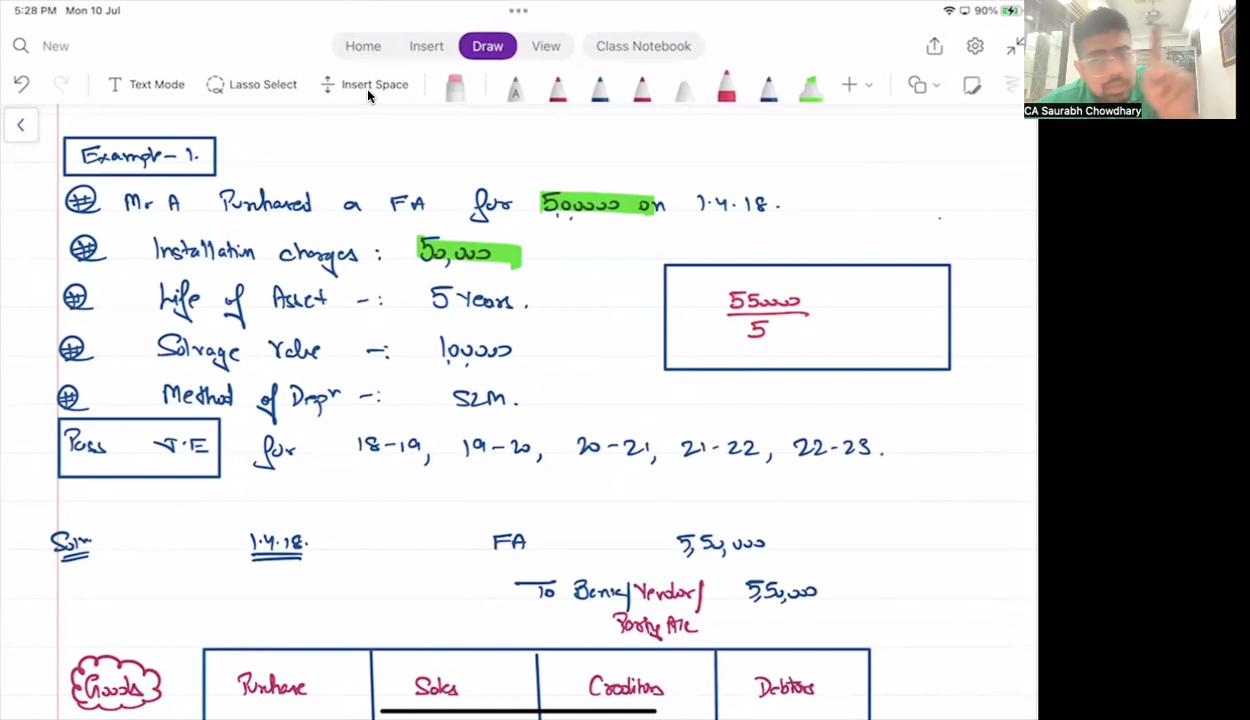 5:28 PM Mon 10 Jul
90%
New
Home Insert Draw View Class Notebook
Text Mode Lasso Select Insert Space
CA Saurabh Chowdhary
Example - 1.
Mr A Purchased a FA for 500000 on 1.4.18.
Installation charges : 50,000
Life of Asset -: 5 Years.
55000
5
Salvage Value -: 100000
Method of Depn -: SLM.
Pass J.E for 18-19, 19-20, 20-21, 21-22, 22-23.
Soln 1.4.18. FA 5,50,000
To Bank/Vendor/ 5,50,000
Party A/c
Goods Purchase Sales Creditors Debtors